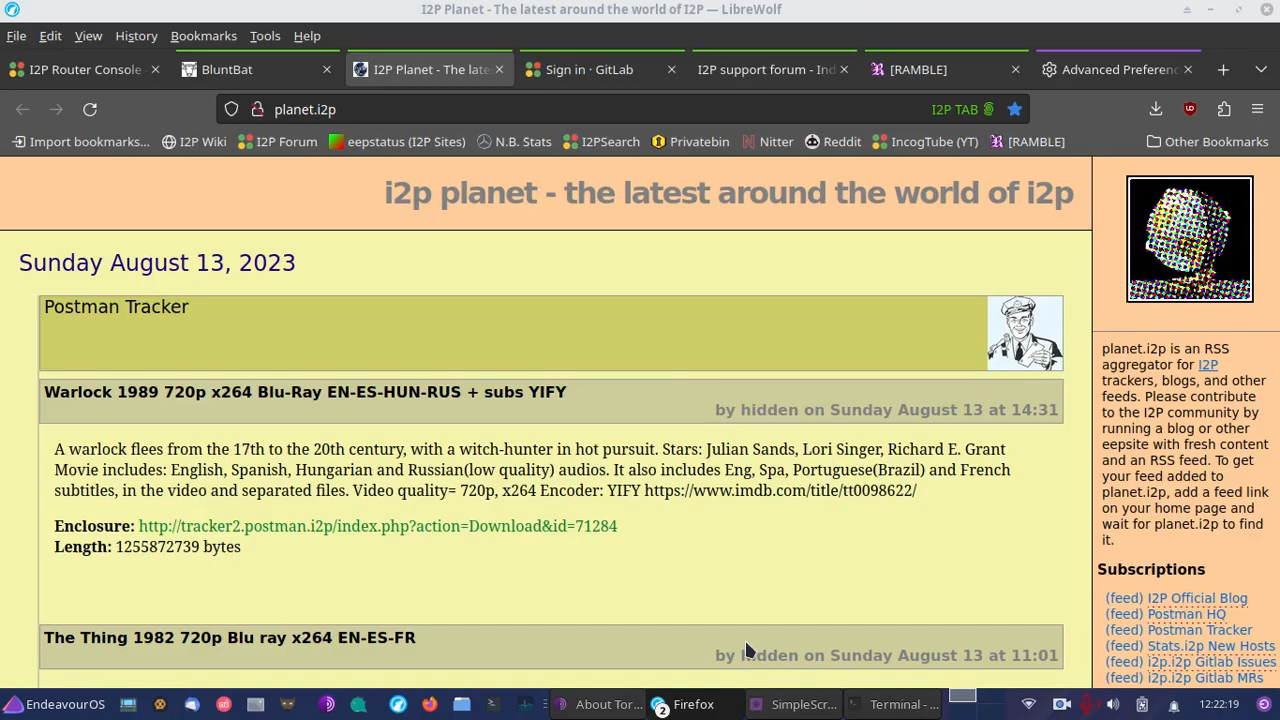 I2P Planet - The latest around the world of I2P — LibreWolf
File Edit View History Bookmarks Tools Help
I2P Router Console - BluntBat I2P Planet - The late Sign in · GitLab I2P support forum - Ind [RAMBLE] Advanced Preferenc
planet.i2p I2P TAB
Import bookmarks... I2P Wiki I2P Forum eepstatus (I2P Sites) N.B. Stats I2PSearch Privatebin Nitter Reddit IncogTube (YT) [RAMBLE] Other Bookmarks
i2p planet - the latest around the world of i2p
Sunday August 13, 2023
Postman Tracker
Warlock 1989 720p x264 Blu-Ray EN-ES-HUN-RUS + subs YIFY
by hidden on Sunday August 13 at 14:31
A warlock flees from the 17th to the 20th century, with a witch-hunter in hot pursuit. Stars: Julian Sands, Lori Singer, Richard E. Grant
Movie includes: English, Spanish, Hungarian and Russian(low quality) audios. It also includes Eng, Spa, Portuguese(Brazil) and French
subtitles, in the video and separated files. Video quality= 720p, x264 Encoder: YIFY https://www.imdb.com/title/tt0098622/
Enclosure: http://tracker2.postman.i2p/index.php?action=Download&id=71284
Length: 1255872739 bytes
The Thing 1982 720p Blu ray x264 EN-ES-FR
by hidden on Sunday August 13 at 11:01
planet.i2p is an RSS
aggregator for I2P
trackers, blogs, and other
feeds. Please contribute
to the I2P community by
running a blog or other
eepsite with fresh content
and an RSS feed. To get
your feed added to
planet.i2p, add a feed link
on your home page and
wait for planet.i2p to find
it.
Subscriptions
(feed) I2P Official Blog
(feed) Postman HQ
(feed) Postman Tracker
(feed) Stats.i2p New Hosts
(feed) i2p.i2p Gitlab Issues
(feed) i2p.i2p Gitlab MRs
EndeavourOS About Tor... 2 Firefox SimpleScr... Terminal - ... 12:22:19